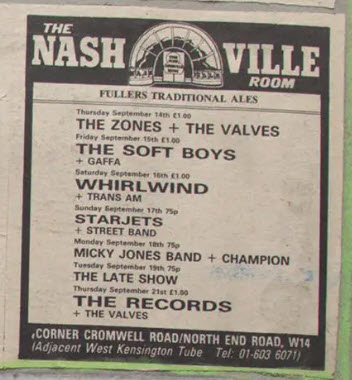 THE
NASHVILLE
ROOM
FULLERS TRADITIONAL ALES
Thursday September 14th £1.00
THE ZONES + THE VALVES
Friday September 15th £1.00
THE SOFT BOYS
+ GAFFA
Saturday September 16th £1.00
WHIRLWIND
+ TRANS AM
Sunday September 17th 75p
STARJETS
+ STREET BAND
Monday September 18th 75p
MICKY JONES BAND + CHAMPION
Tuesday September 19th 75p
THE LATE SHOW
Thursday September 21st £1.00
THE RECORDS
+ THE VALVES
CORNER CROMWELL ROAD/NORTH END ROAD, W14
(Adjacent West Kensington Tube Tel: 01-603 6071)